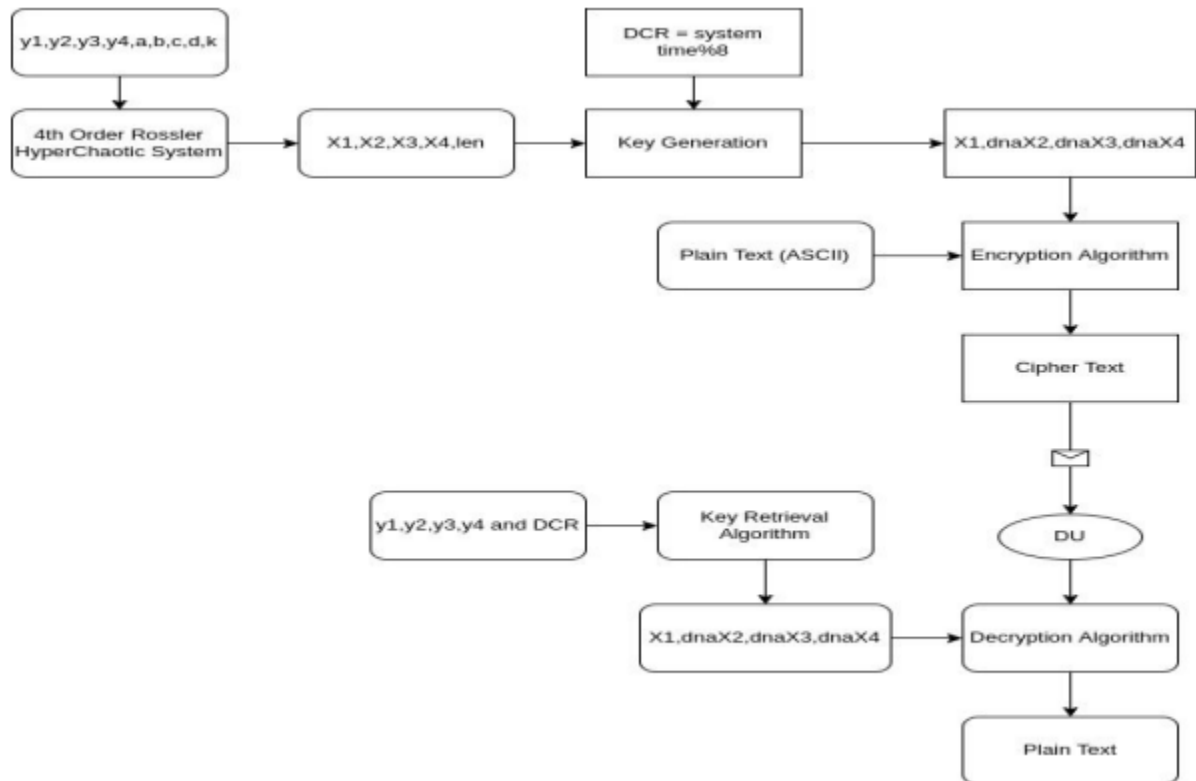 y1,y2,y3,y4,a,b,c,d,k
DCR = system
time%8
4th Order Rossler
HyperChaotic System
X1,X2,X3,X4,len
Key Generation
X1,dnaX2,dnaX3,dnaX4
Plain Text (ASCII)
Encryption Algorithm
Cipher Text
y1,y2,y3,y4 and DCR
Key Retrieval
Algorithm
DU
X1,dnaX2,dnaX3,dnaX4
Decryption Algorithm
Plain Text